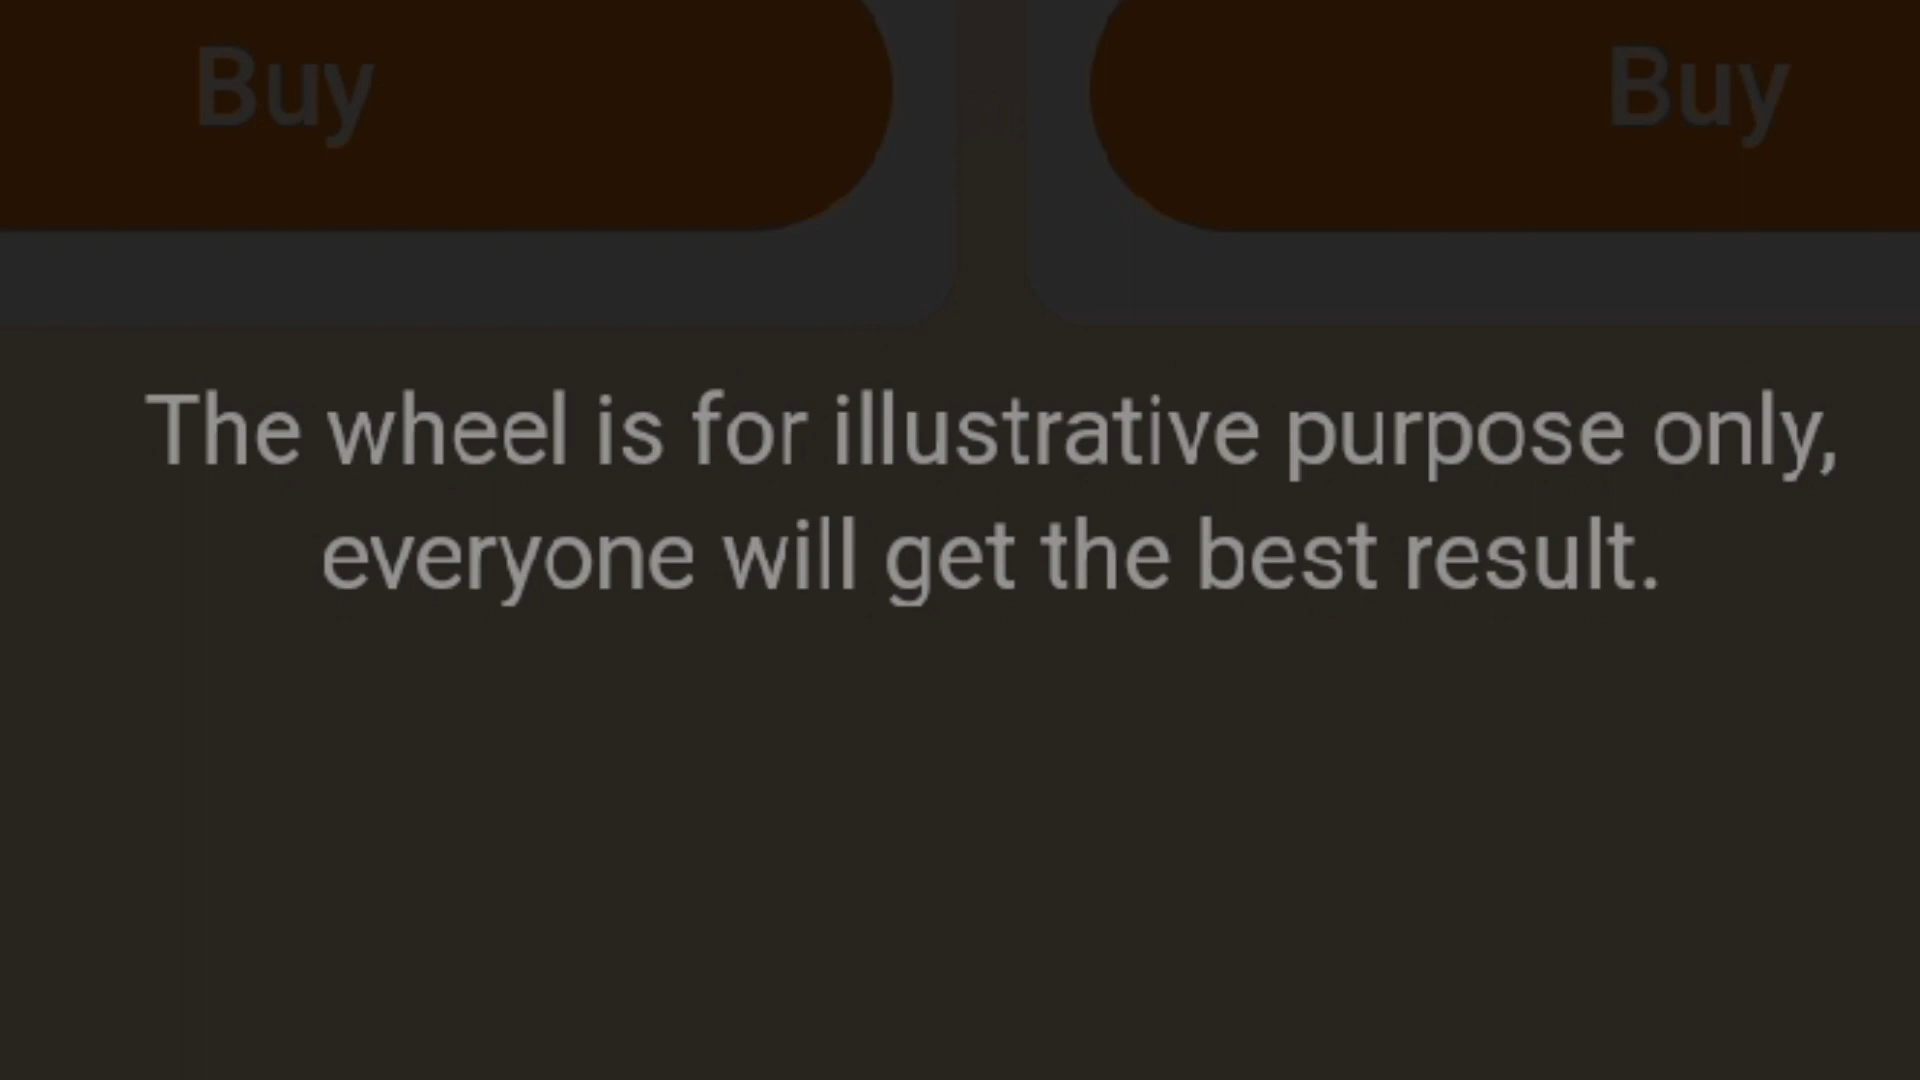 Buy Buy
The wheel is for illustrative purpose only,
everyone will get the best result.